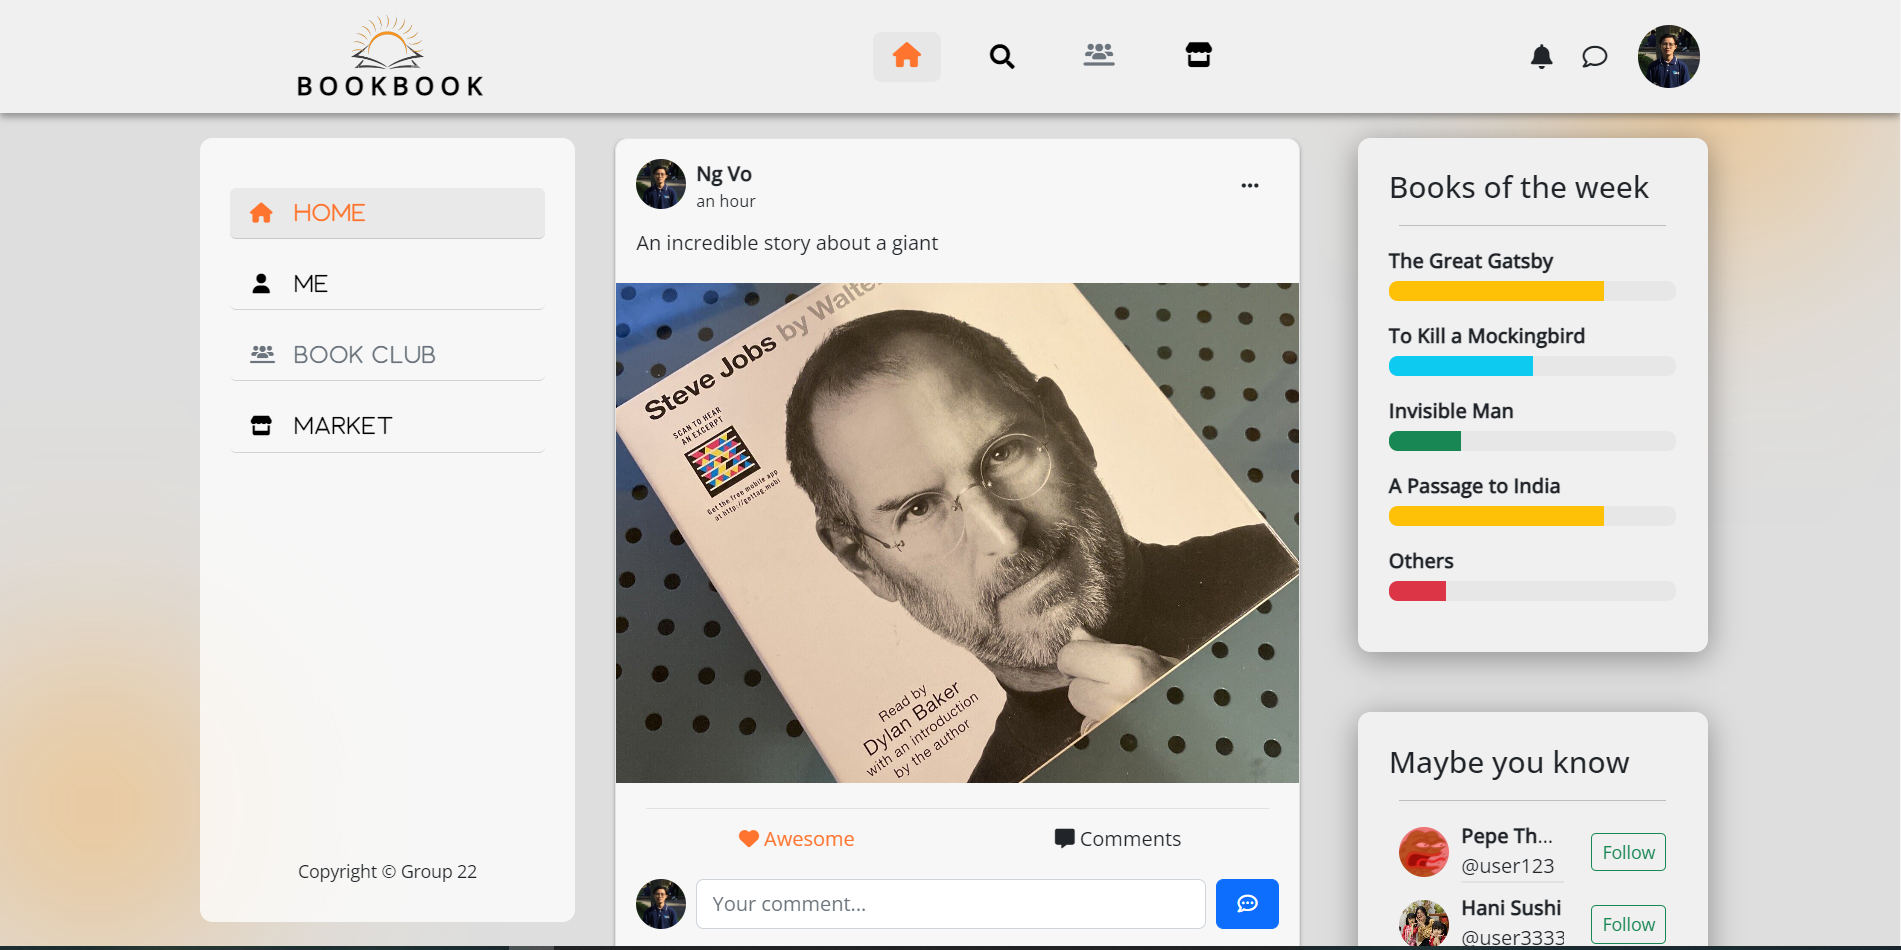 BOOKBOOK
HOME
ME
BOOK CLUB
MARKET
Copyright © Group 22
Ng Vo
an hour
An incredible story about a giant
Steve Jobs by Walter
SCAN TO HEAR
AN EXCERPT
Get the free mobile app
at http://gettag.mobi
Read by
Dylan Baker
with an introduction
by the author
Awesome
Comments
Your comment...
Books of the week
The Great Gatsby
To Kill a Mockingbird
Invisible Man
A Passage to India
Others
Maybe you know
Pepe Th...
@user123
Follow
Hani Sushi
@user3333
Follow